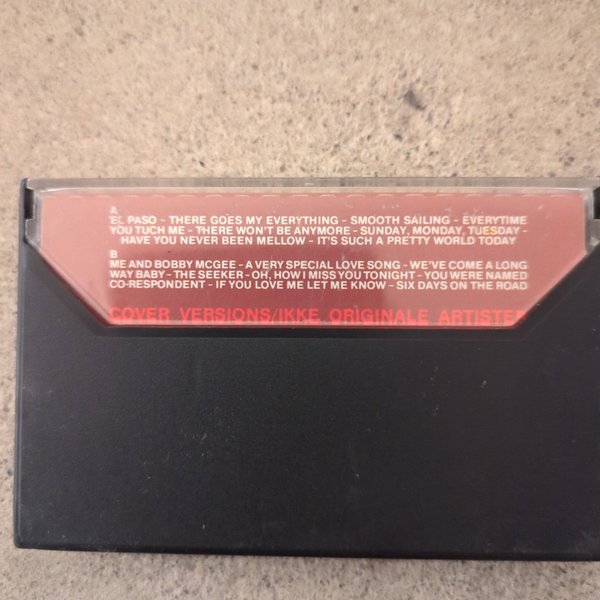 A
EL PASO - THERE GOES MY EVERYTHING - SMOOTH SAILING - EVERYTIME
YOU TUCH ME - THERE WON'T BE ANYMORE - SUNDAY, MONDAY, TUESDAY -
HAVE YOU NEVER BEEN MELLOW - IT'S SUCH A PRETTY WORLD TODAY
B
ME AND BOBBY MCGEE - A VERY SPECIAL LOVE SONG - WE'VE COME A LONG
WAY BABY - THE SEEKER - OH, HOW I MISS YOU TONIGHT - YOU WERE NAMED
CO-RESPONDENT - IF YOU LOVE ME LET ME KNOW - SIX DAYS ON THE ROAD
COVER VERSIONS/IKKE ORIGINALE ARTISTER